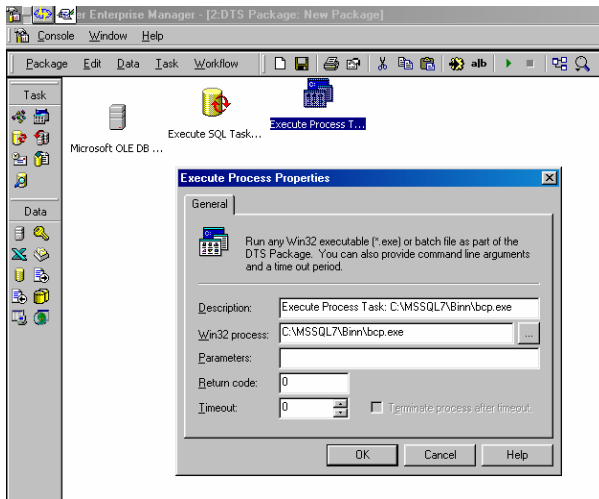 er Enterprise Manager - [2:DTS Package: New Package]
Console Window Help
Package Edit Data Task Workflow
a|b
Task
Execute Process T...
Execute SQL Task...
Microsoft OLE DB ...
Data
Execute Process Properties
General
Run any Win32 executable (*.exe) or batch file as part of the
DTS Package. You can also provide command line arguments
and a time out period.
Description: Execute Process Task: C:\MSSQL7\Binn\bcp.exe
Win32 process: C:\MSSQL7\Binn\bcp.exe ...
Parameters:
Return code: 0
Timeout: 0 Terminate process after timeout.
OK Cancel Help